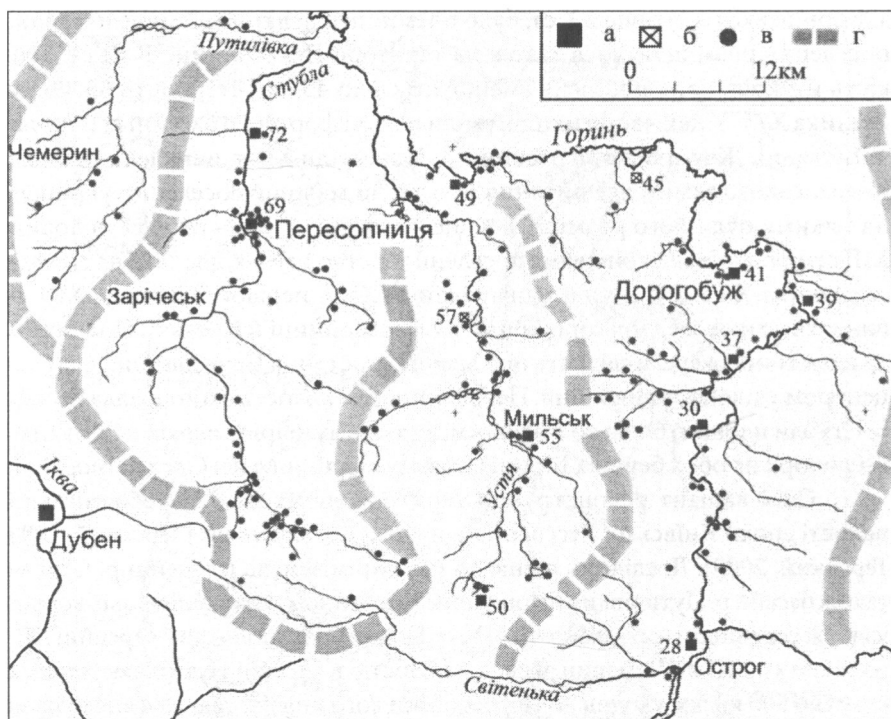 Путилівка
Стубла
а б в г
0 12км
Чемерин
72
Горинь
49
45
69
Пересопниця
41
Зарічеськ
Дорогобуж
39
57
37
30
Мильськ
55
Іква
Устя
Дубен
50
28
Острог
Світенька